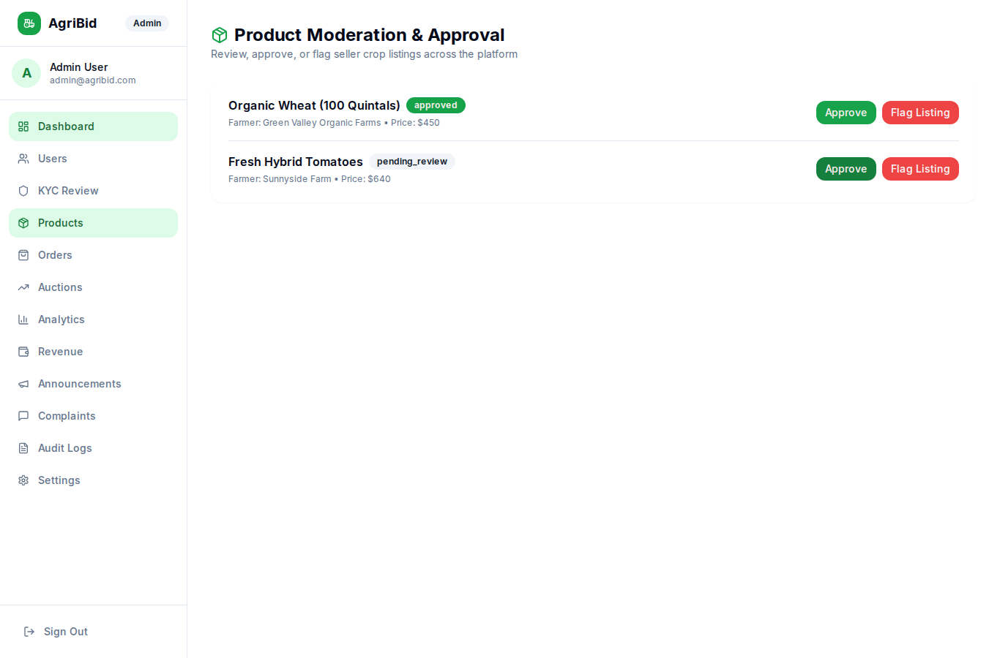 AgriBid
Admin
A
Admin User
admin@agribid.com
Dashboard
Users
KYC Review
Products
Orders
Auctions
Analytics
Revenue
Announcements
Complaints
Audit Logs
Settings
Sign Out
Product Moderation & Approval
Review, approve, or flag seller crop listings across the platform
Organic Wheat (100 Quintals) approved
Farmer: Green Valley Organic Farms • Price: $450
Approve Flag Listing
Fresh Hybrid Tomatoes pending_review
Farmer: Sunnyside Farm • Price: $640
Approve Flag Listing